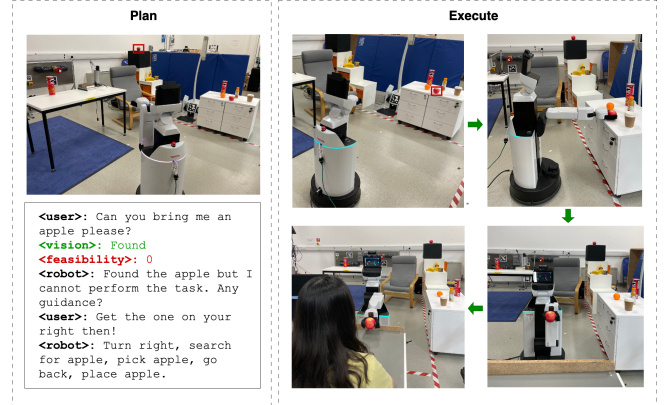 Plan
Execute
<user>: Can you bring me an
apple please?
<vision>: Found
<feasibility>: 0
<robot>: Found the apple but I
cannot perform the task. Any
guidance?
<user>: Get the one on your
right then!
<robot>: Turn right, search
for apple, pick apple, go
back, place apple.